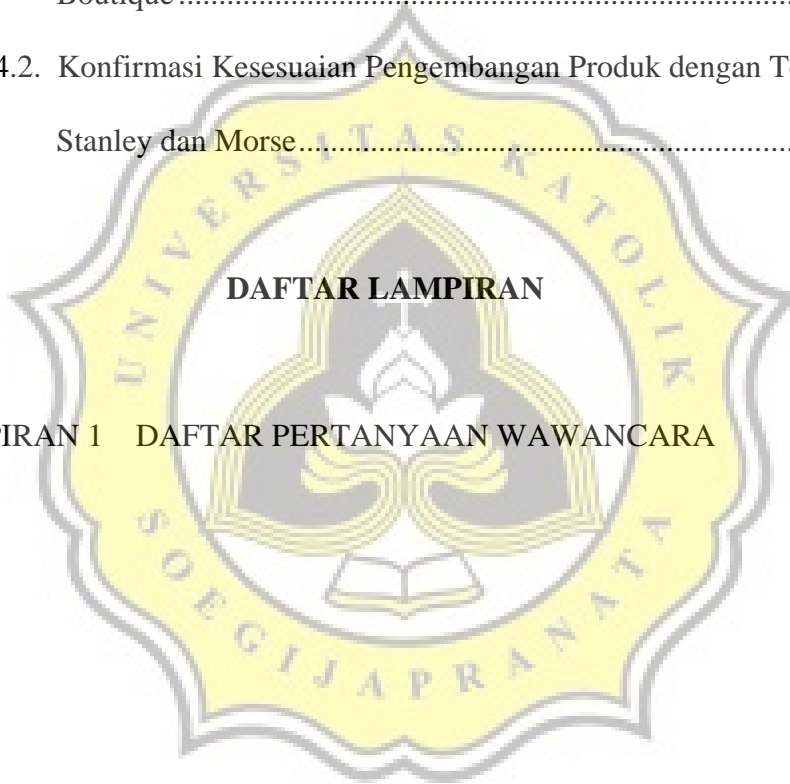 Boutique......................................................................
4.2. Konfirmasi Kesesuaian Pengembangan Produk dengan
Stanley dan Morse..............................................................
DAFTAR LAMPIRAN
PIRAN 1 DAFTAR PERTANYAAN WAWANCARA
UNIVERSITAS KATOLIK
SOEGIJAPRANATA